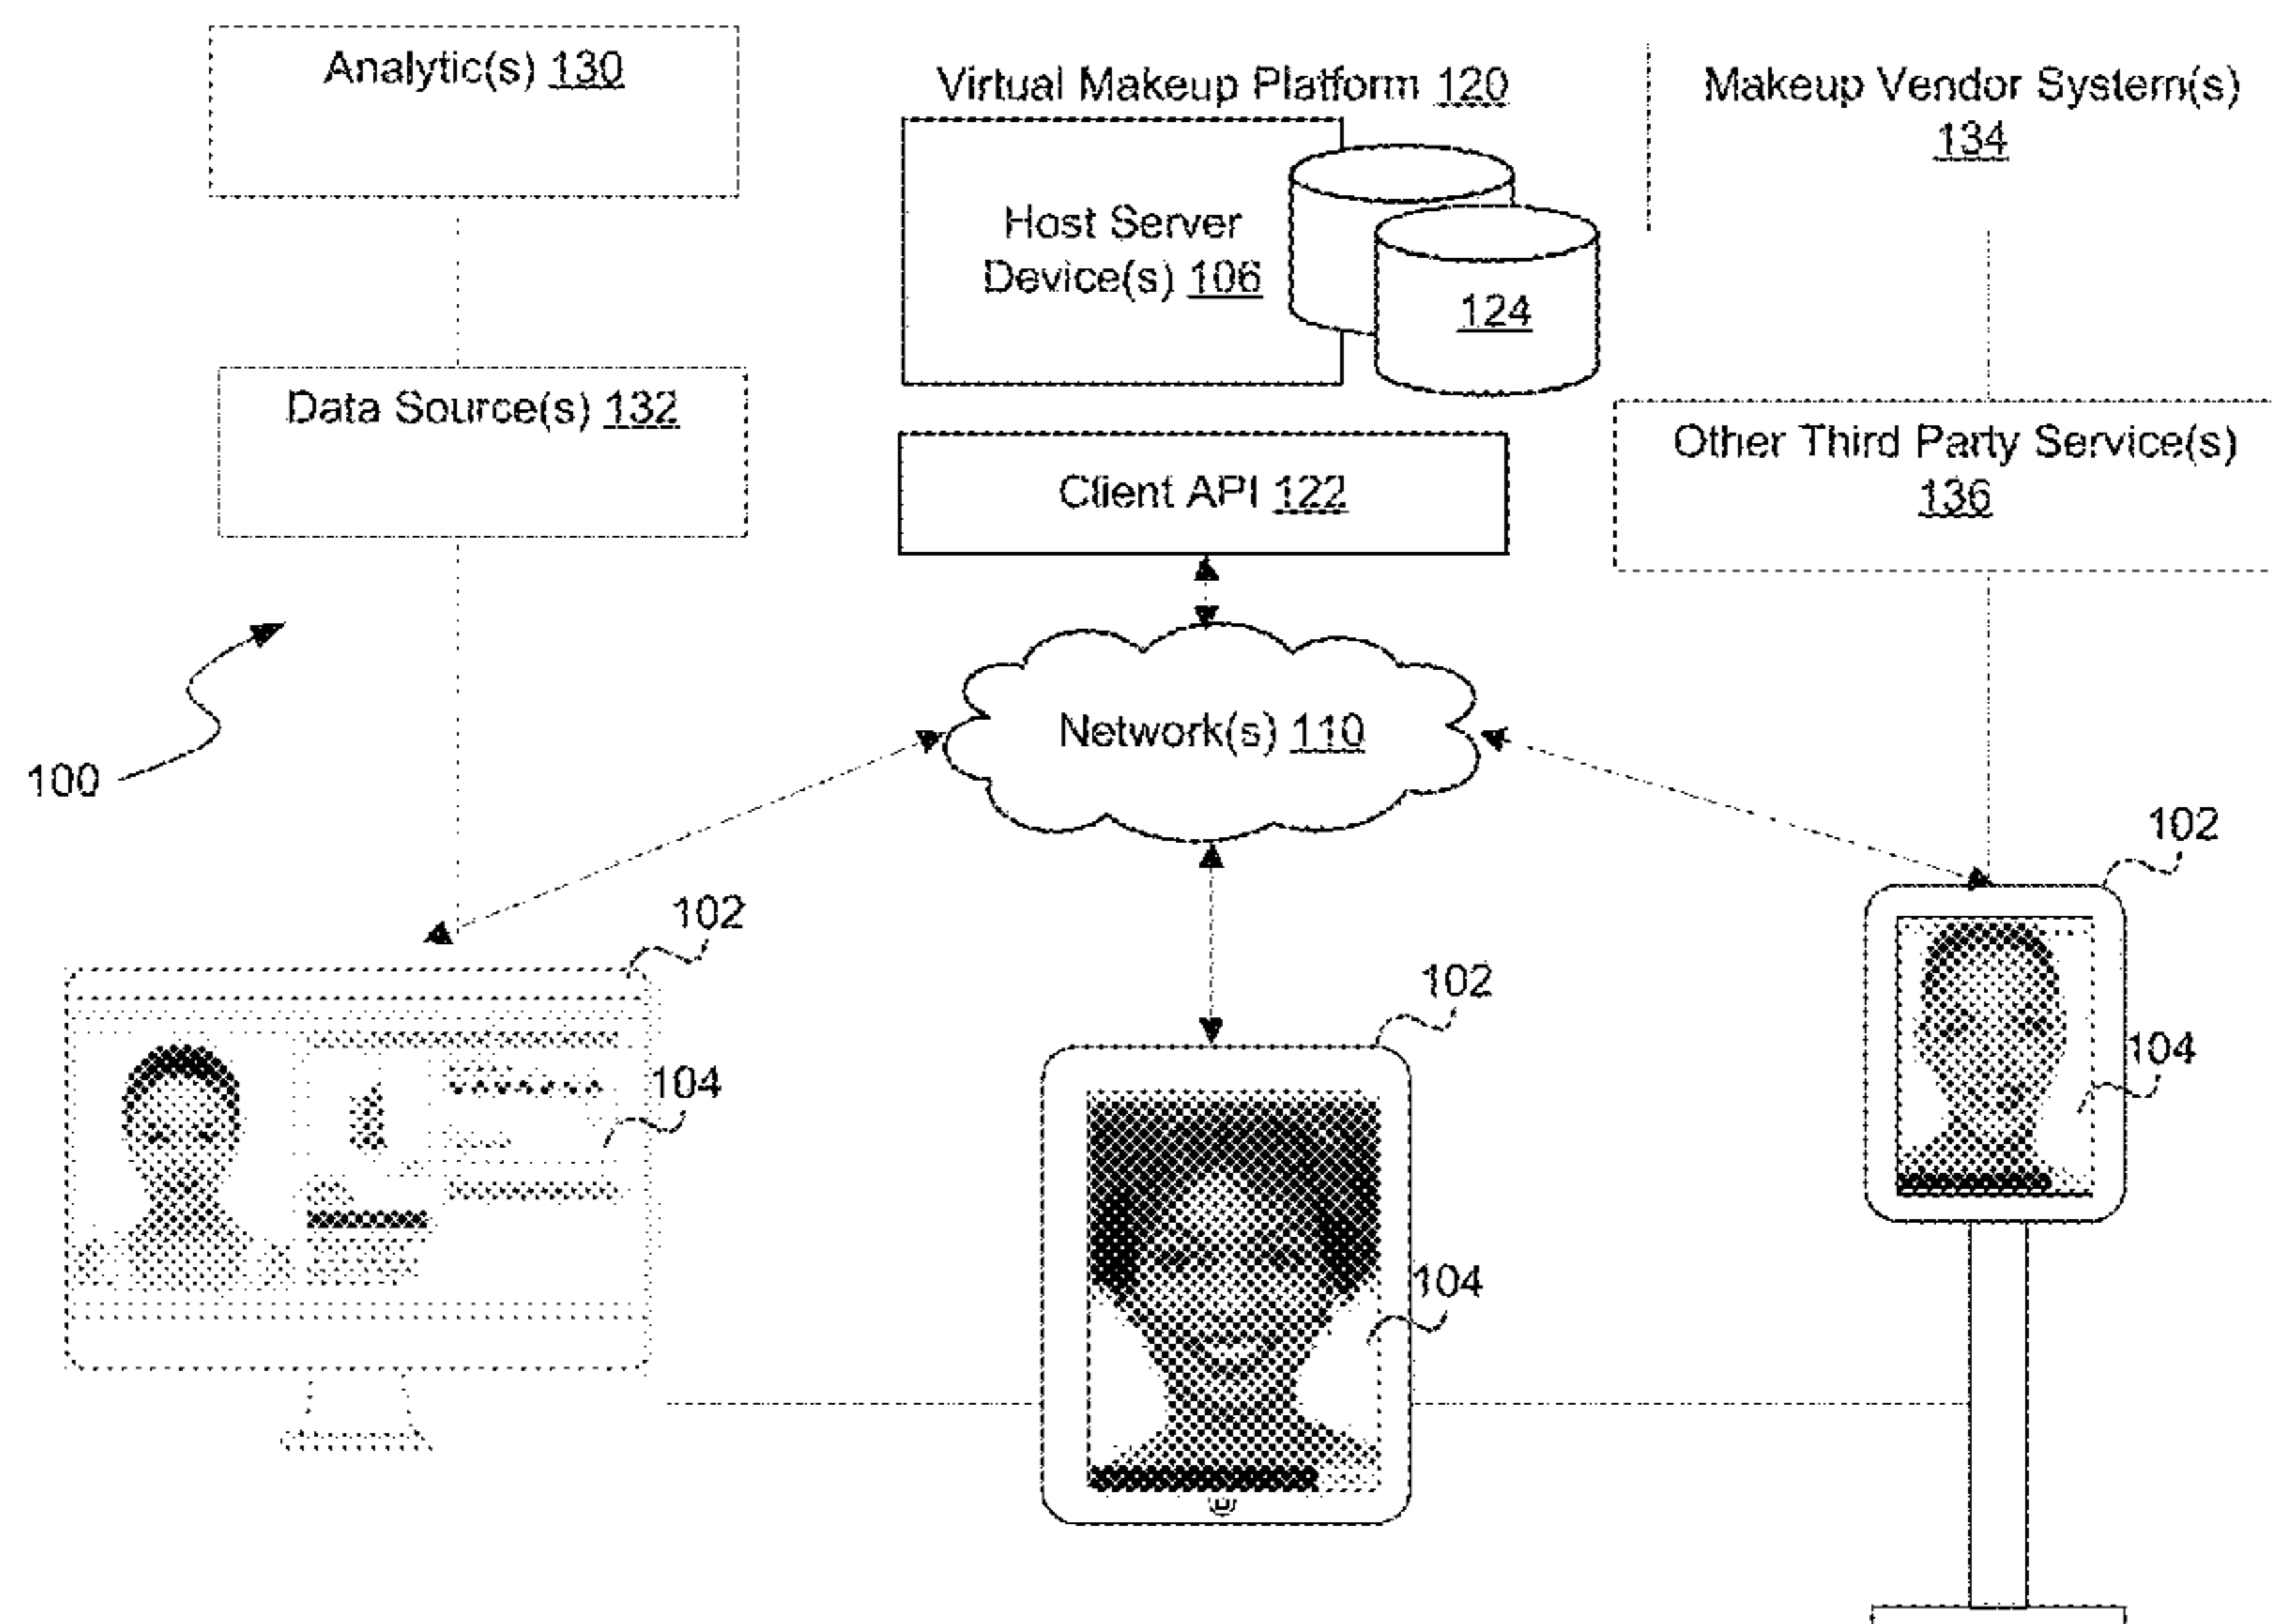 Analytic(s) 130
Virtual Makeup Platform 120
Makeup Vendor System(s)
134
Host Server
Device(s) 106
124
Data Source(s) 132
Other Third Party Service(s)
136
Client API 122
Network(s) 110
100
102
102
102
104
104
104